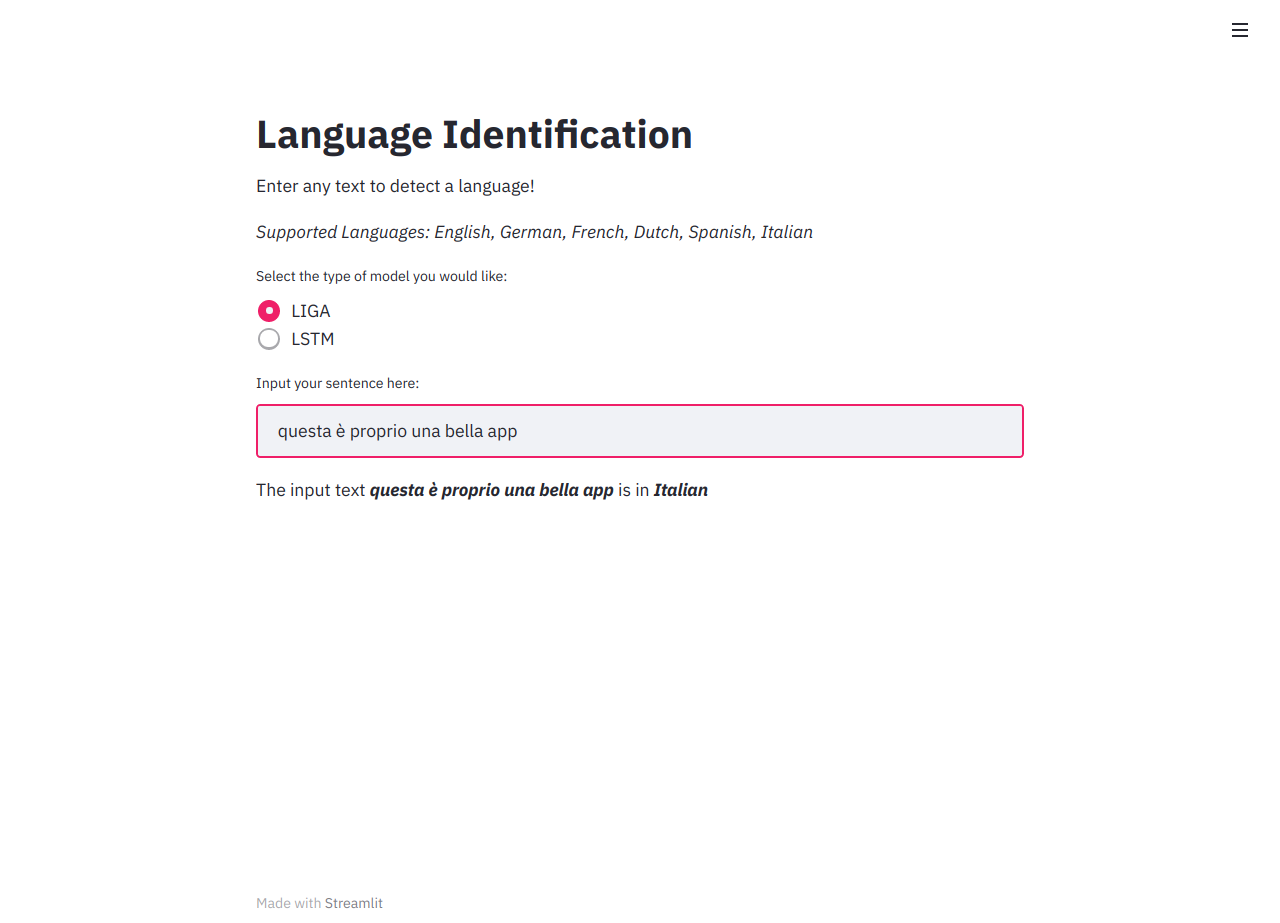 Language Identification
Enter any text to detect a language!
Supported Languages: English, German, French, Dutch, Spanish, Italian
Select the type of model you would like:
LIGA
LSTM
Input your sentence here:
questa è proprio una bella app
The input text questa è proprio una bella app is in Italian
Made with Streamlit